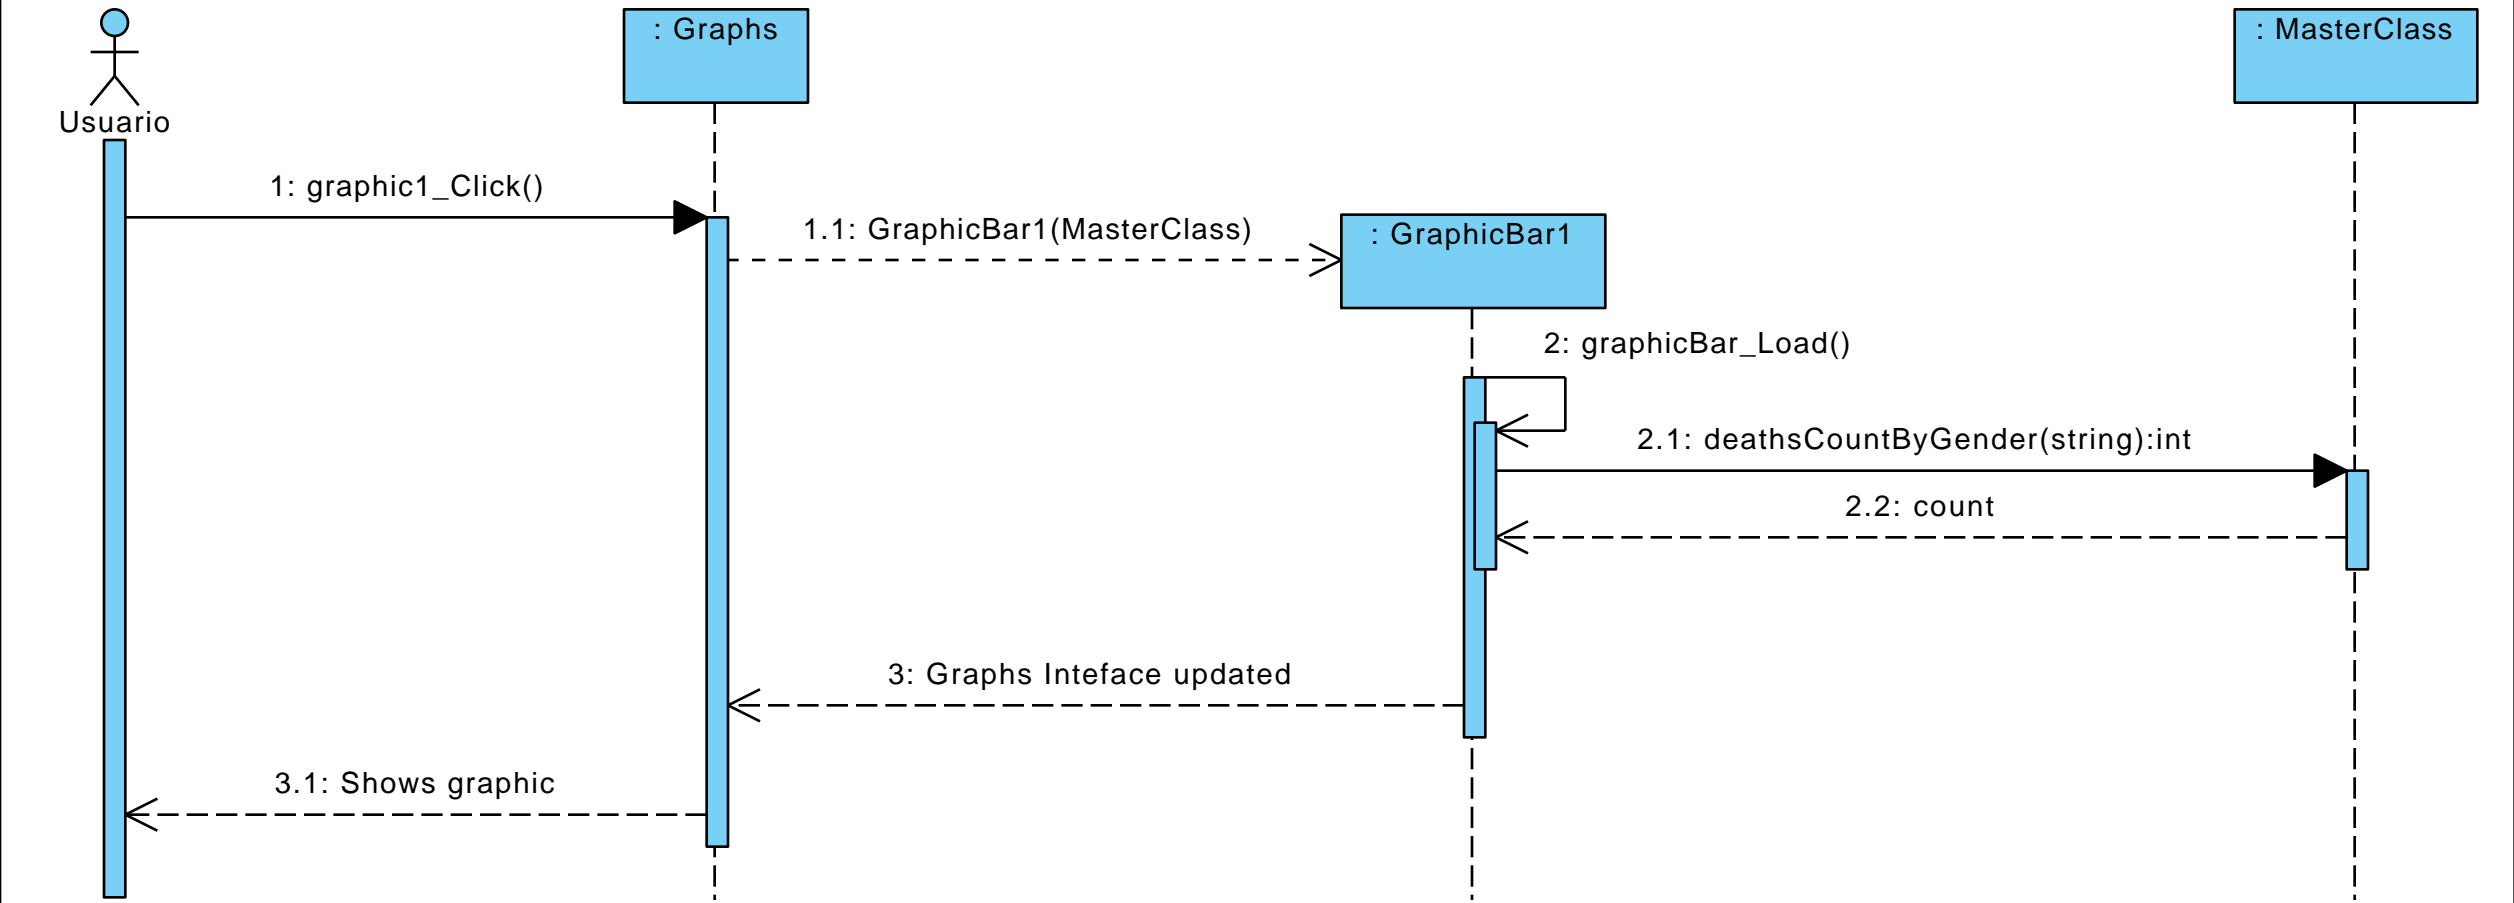 : Graphs
: MasterClass
Usuario
1: graphic1_Click()
1.1: GraphicBar1(MasterClass)
: GraphicBar1
2: graphicBar_Load()
2.1: deathsCountByGender(string):int
2.2: count
3: Graphs Inteface updated
3.1: Shows graphic